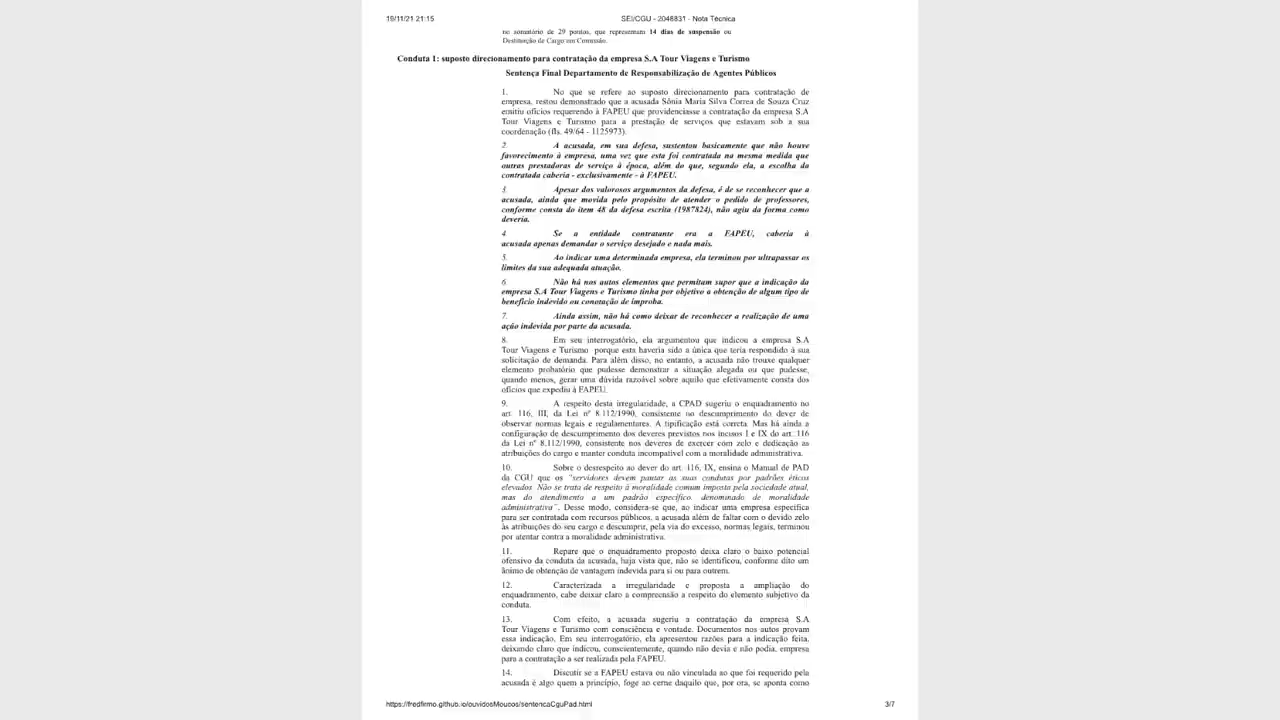 19/11/21 21:15 SEI/CGU - 2048831 - Nota Técnica
no somatório de 29 pontos, que representam 14 dias de suspensão ou
Destituição de Cargo em Comissão.
Conduta 1: suposto direcionamento para contratação da empresa S.A Tour Viagens e Turismo
Sentença Final Departamento de Responsabilização de Agentes Públicos
1. No que se refere ao suposto direcionamento para contratação de
empresa, restou demonstrado que a acusada Sônia Maria Silva Correa de Souza Cruz
emitiu ofícios requerendo à FAPEU que providenciasse a contratação da empresa S.A
Tour Viagens e Turismo para a prestação de serviços que estavam sob a sua
coordenação (fls. 49/64 - 1125973).
2. A acusada, em sua defesa, sustentou basicamente que não houve
favorecimento à empresa, uma vez que esta foi contratada na mesma medida que
outras prestadoras de serviço à época, além do que, segundo ela, a escolha da
contratada caberia - exclusivamente - à FAPEU.
3. Apesar dos valorosos argumentos da defesa, é de se reconhecer que a
acusada, ainda que movida pelo propósito de atender o pedido de professores,
conforme consta do item 48 da defesa escrita (1987824), não agiu da forma como
deveria.
4 Se a entidade contratante era a FAPEU, caberia à
acusada apenas demandar o serviço desejado e nada mais.
5. Ao indicar uma determinada empresa, ela terminou por ultrapassar os
limites da sua adequada atuação.
6. Não há nos autos elementos que permitam supor que a indicação da
empresa S.A Tour Viagens e Turismo tinha por objetivo a obtenção de algum tipo de
benefício indevido ou conotação de ímproba.
7. Ainda assim, não há como deixar de reconhecer a realização de uma
ação indevida por parte da acusada.
8. Em seu interrogatório, ela argumentou que indicou a empresa S.A
Tour Viagens e Turismo porque esta haveria sido a única que teria respondido à sua
solicitação de demanda. Para além disso, no entanto, a acusada não trouxe qualquer
elemento probatório que pudesse demonstrar a situação alegada ou que pudesse,
quando menos, gerar uma dúvida razoável sobre aquilo que efetivamente consta dos
ofícios que expediu à FAPEU.
9. A respeito desta irregularidade, a CPAD sugeriu o enquadramento no
art. 116, III, da Lei nº 8.112/1990, consistente no descumprimento do dever de
observar normas legais e regulamentares. A tipificação está correta. Mas há ainda a
configuração de descumprimento dos deveres previstos nos incisos I e IX do art. 116
da Lei nº 8.112/1990, consistente nos deveres de exercer com zelo e dedicação as
atribuições do cargo e manter conduta incompatível com a moralidade administrativa.
10. Sobre o desrespeito ao dever do art. 116, IX, ensina o Manual de PAD
da CGU que os "servidores devem pautar as suas condutas por padrões éticos
elevados. Não se trata de respeito à moralidade comum imposta pela sociedade atual,
mas do atendimento a um padrão específico, denominado de moralidade
administrativa". Desse modo, considera-se que, ao indicar uma empresa específica
para ser contratada com recursos públicos, a acusada além de faltar com o devido zelo
às atribuições do seu cargo e descumprir, pela via do excesso, normas legais, terminou
por atentar contra a moralidade administrativa.
11. Repare que o enquadramento proposto deixa claro o baixo potencial
ofensivo da conduta da acusada, haja vista que, não se identificou, conforme dito um
ânimo de obtenção de vantagem indevida para si ou para outrem.
12. Caracterizada a irregularidade e proposta a ampliação do
enquadramento, cabe deixar claro a compreensão a respeito do elemento subjetivo da
conduta.
13. Com efeito, a acusada sugeriu a contratação da empresa S.A
Tour Viagens e Turismo com consciência e vontade. Documentos nos autos provam
essa indicação. Em seu interrogatório, ela apresentou razões para a indicação feita,
deixando claro que indicou, conscientemente, quando não devia e não podia, empresa
para a contratação a ser realizada pela FAPEU.
14. Discutir se a FAPEU estava ou não vinculada ao que foi requerido pela
acusada é algo quem a princípio, foge ao cerne daquilo que, por ora, se aponta como
https://fredfirmo.github.io/ouvidosMoucos/sentencaCguPad.html 3/7